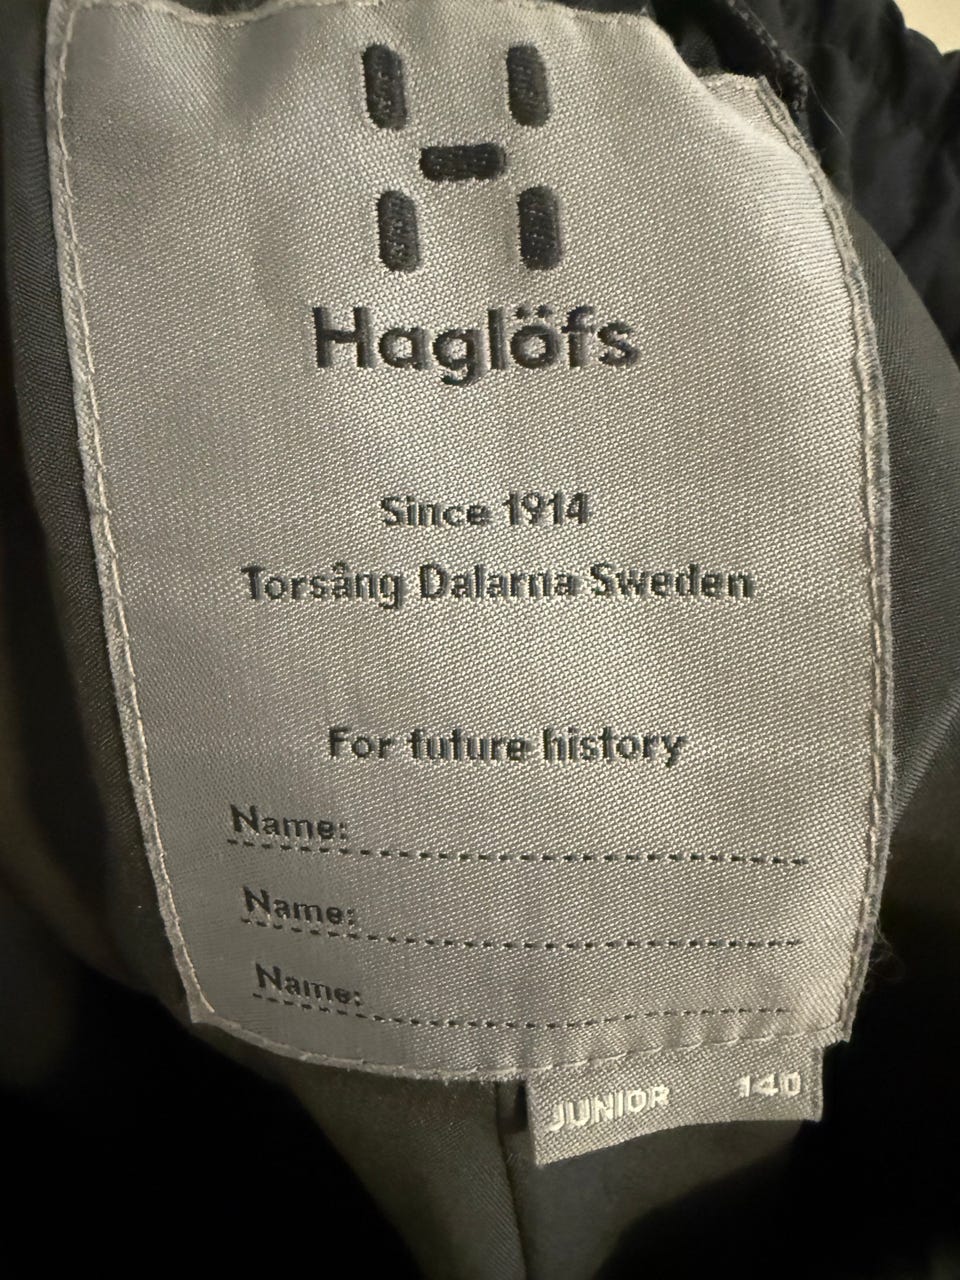 Haglöfs
Since 1914
Torsång Dalarna Sweden
For future history
Name:
Name:
Name:
JUNIOR 140